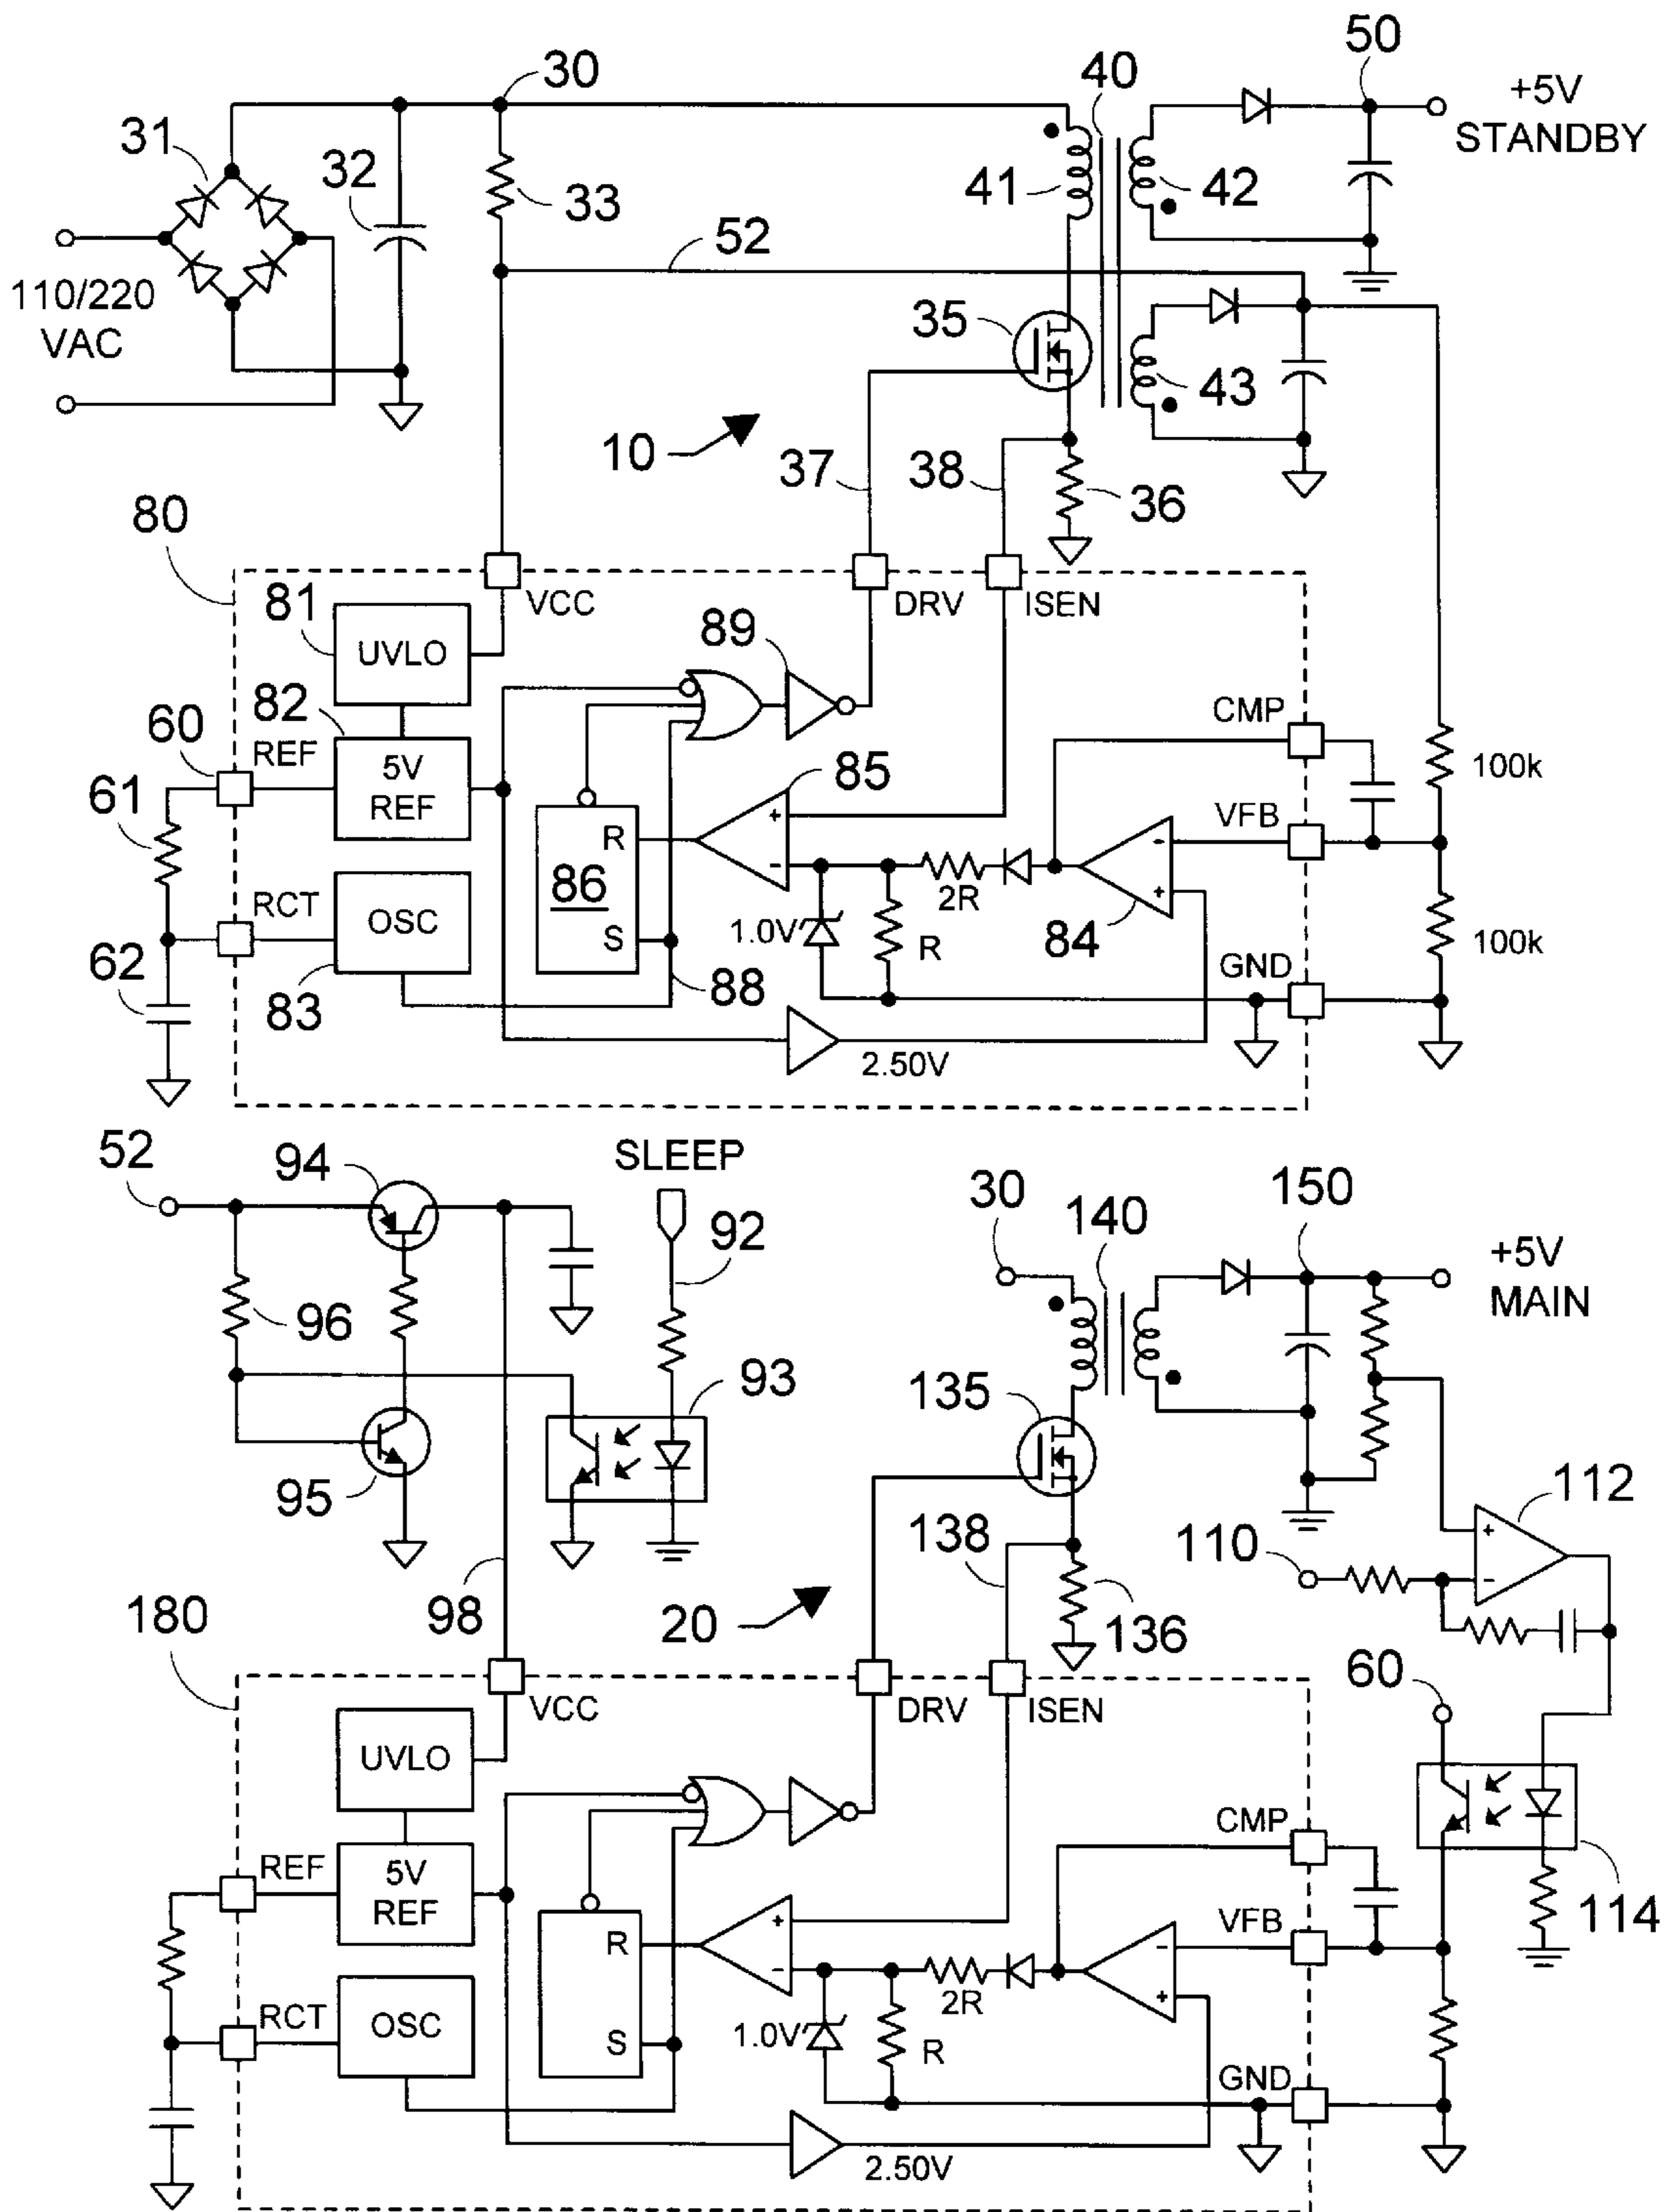 50
30
40
+5V
STANDBY
31
32
33
41
42
52
110/220
VAC
35
43
10
37
38
36
80
VCC
DRV
ISEN
81
UVLO
89
82
60
REF
5V
REF
CMP
85
100k
61
VFB
R
86
2R
RCT
OSC
1.0V
84
S
R
100k
62
83
88
GND
2.50V
52
94
SLEEP
30
150
92
140
+5V
MAIN
96
93
135
95
112
138
110
98
20
136
180
60
VCC
DRV
ISEN
UVLO
CMP
REF
5V
REF
114
VFB
R
2R
RCT
OSC
1.0V
R
S
GND
2.50V